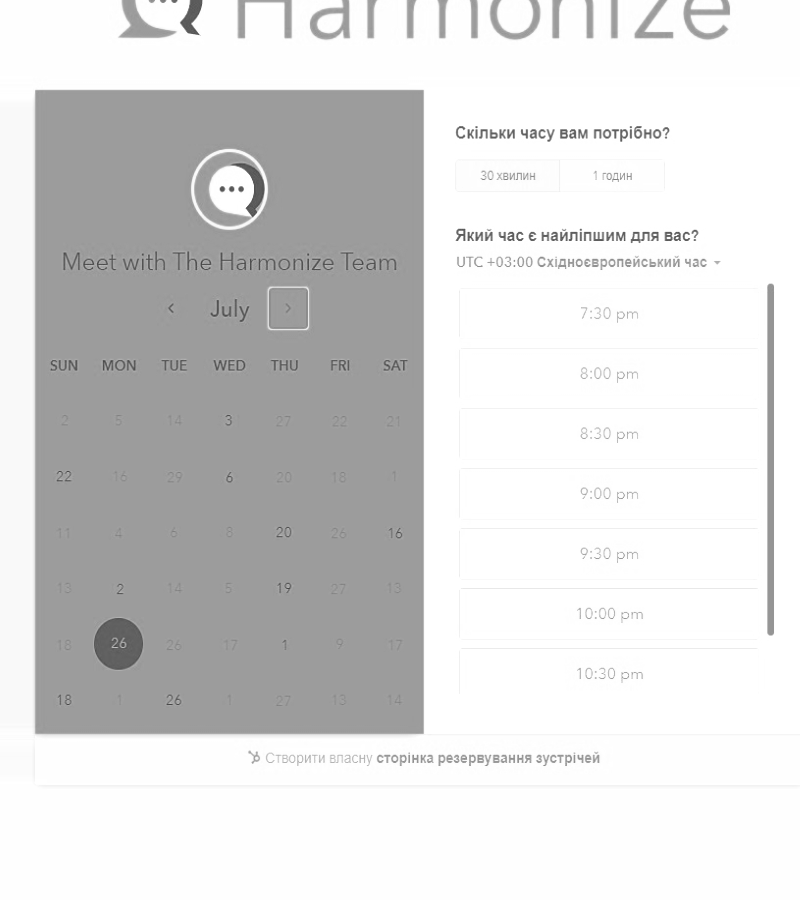 Harmonize
Meet with The Harmonize Team
July
SUN MON TUE WED THU FRI SAT
2 5 14 3 27 22 21
22 16 29 6 20 18 1
11 4 6 8 20 26 16
13 2 14 5 19 27 13
18 26 26 17 1 9 17
18 1 26 1 27 13 14
Скільки часу вам потрібно?
30 хвилин 1 годин
Який час є найліпшим для вас?
UTC +03:00 Східноєвропейський час
7:30 pm
8:00 pm
8:30 pm
9:00 pm
9:30 pm
10:00 pm
10:30 pm
Створити власну сторінка резервування зустрічей